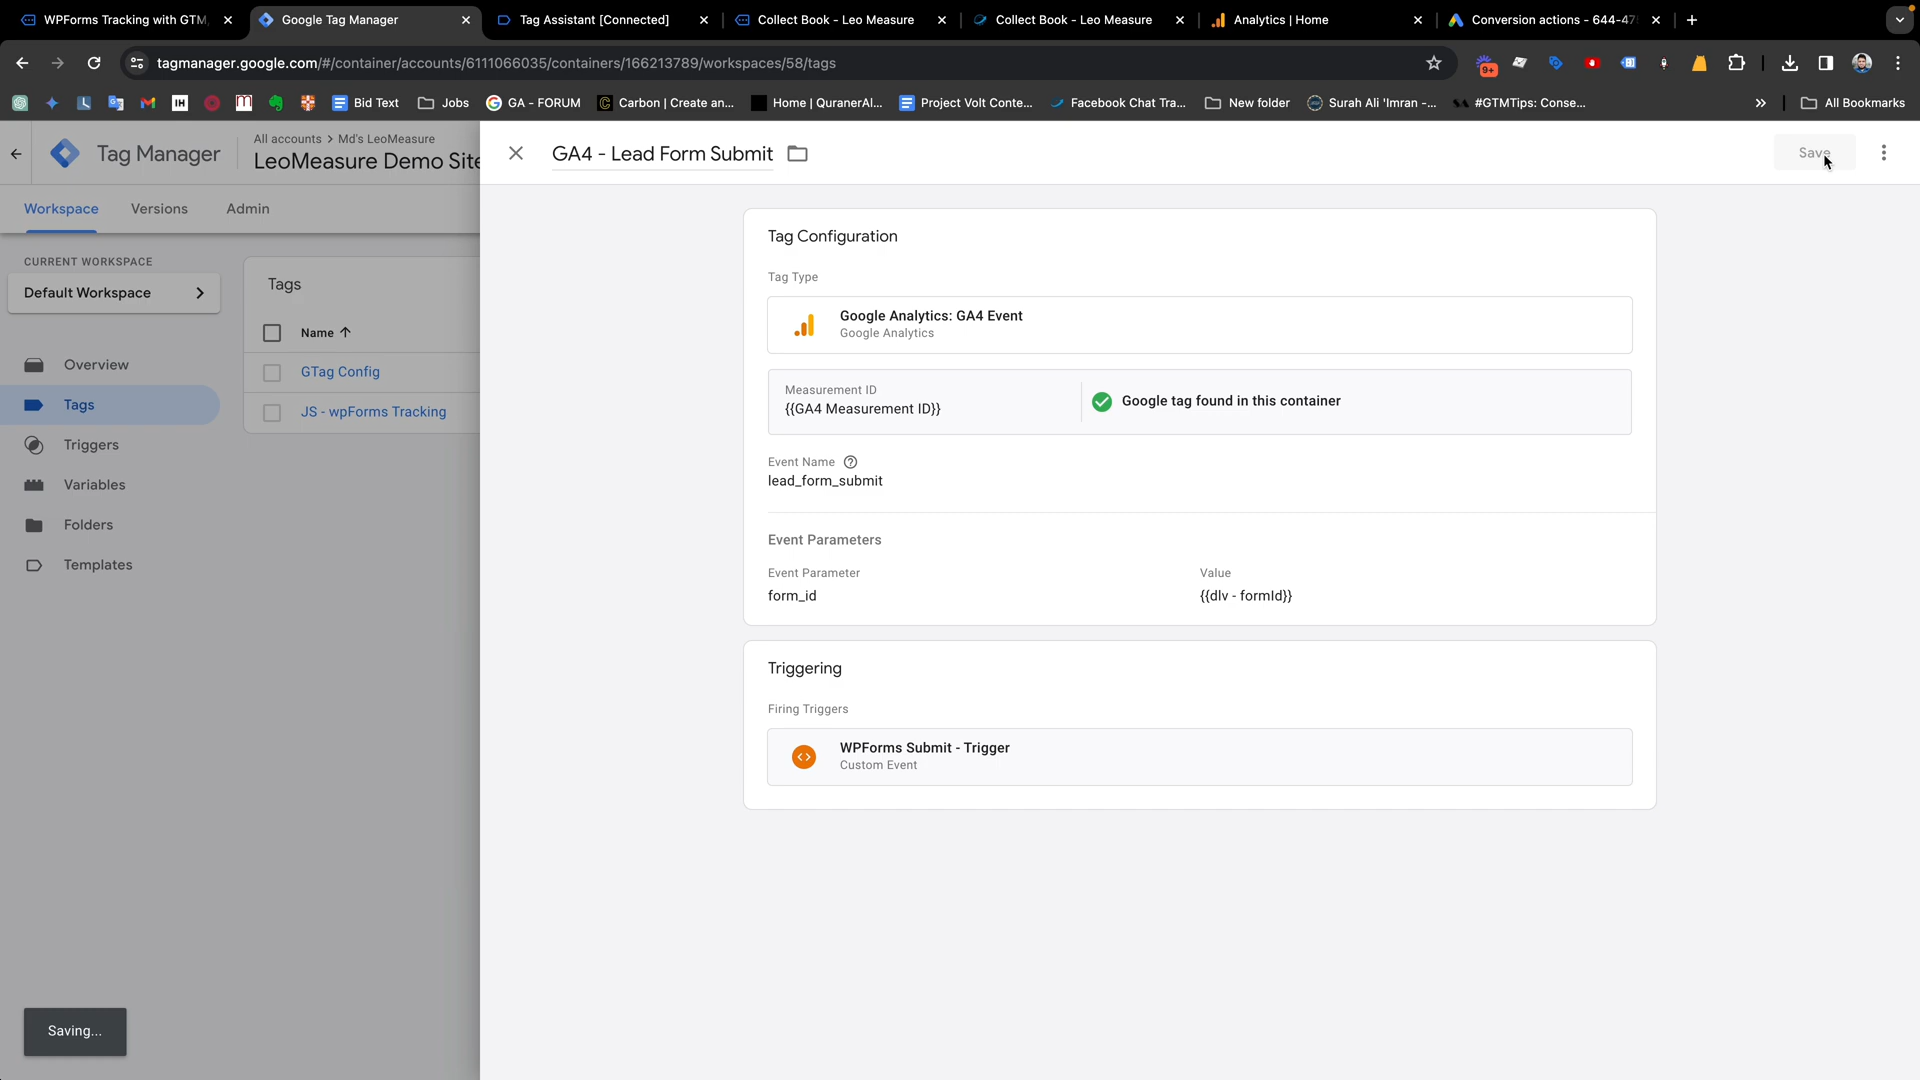 WPForms Tracking with GTM
Google Tag Manager
Tag Assistant [Connected]
Collect Book - Leo Measure
Collect Book - Leo Measure
Analytics | Home
Conversion actions - 644-47
tagmanager.google.com/#/container/accounts/6111066035/containers/166213789/workspaces/58/tags
9+
Bid Text
Jobs
GA - FORUM
Carbon | Create an...
Home | QuranerAl...
Project Volt Conte...
Facebook Chat Tra...
New folder
Surah Ali 'Imran -...
#GTMTips: Conse...
All Bookmarks
Tag Manager
All accounts > Md's LeoMeasure
LeoMeasure Demo Site
GA4 - Lead Form Submit
Save
Workspace
Versions
Admin
CURRENT WORKSPACE
Default Workspace
Overview
Tags
Triggers
Variables
Folders
Templates
Tags
Name
GTag Config
JS - wpForms Tracking
Tag Configuration
Tag Type
Google Analytics: GA4 Event
Google Analytics
Measurement ID
{{GA4 Measurement ID}}
Google tag found in this container
Event Name
lead_form_submit
Event Parameters
Event Parameter
Value
form_id
{{dlv - formId}}
Triggering
Firing Triggers
WPForms Submit - Trigger
Custom Event
Saving...